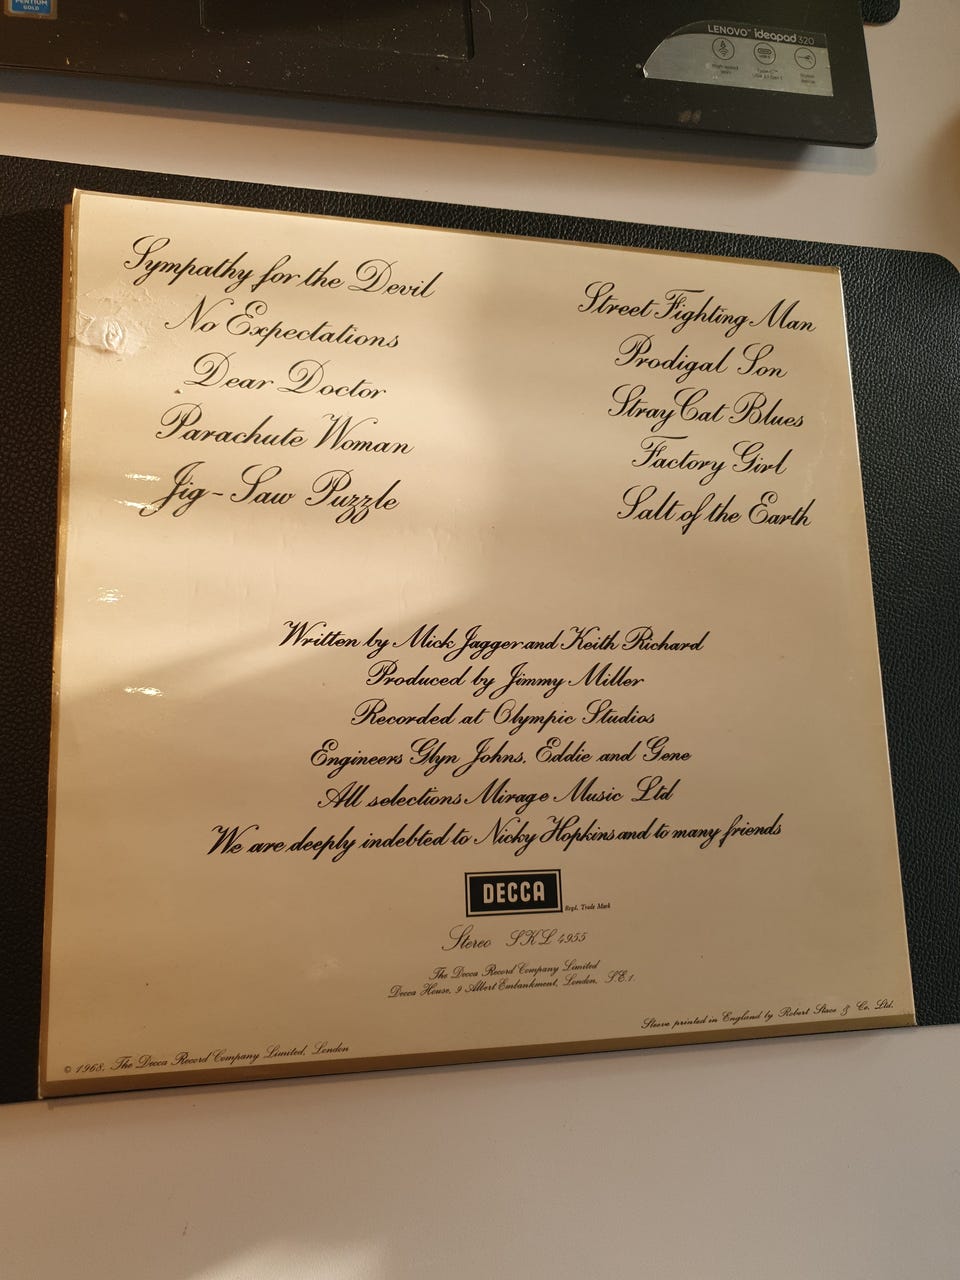 PENTIUM
GOLD
LENOVO™ ideapad 320
Sympathy for the Devil
No Expectations
Dear Doctor
Parachute Woman
Jig-Saw Puzzle
Street Fighting Man
Prodigal Son
Stray Cat Blues
Factory Girl
Salt of the Earth
Written by Mick Jagger and Keith Richard
Produced by Jimmy Miller
Recorded at Olympic Studios
Engineers Glyn Johns, Eddie and Gene
All selections Mirage Music Ltd
We are deeply indebted to Nicky Hopkins and to many friends
DECCA
Regd. Trade Mark
Stereo SKL 4955
The Decca Record Company Limited
Decca House, 9 Albert Embankment, London, S.E.1.
Sleeve printed in England by Robert Stace & Co. Ltd.
© 1968, The Decca Record Company Limited, London